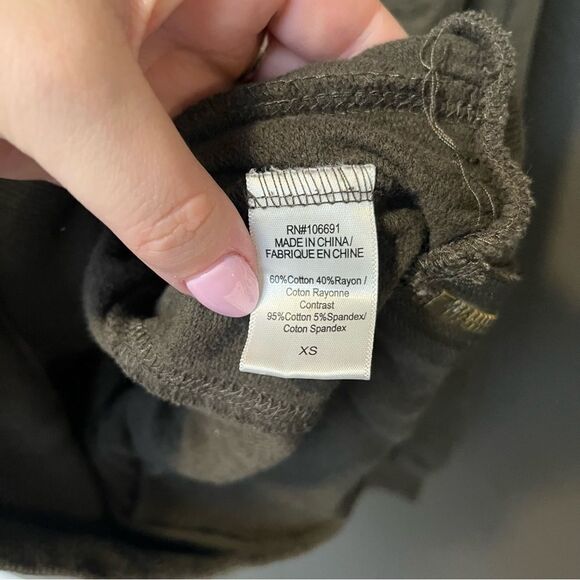 RN#106691
MADE IN CHINA/
FABRIQUE EN CHINE
60%Cotton 40%Rayon /
Coton Rayonne
Contrast
95%Cotton 5%Spandex/
Coton Spandex
XS